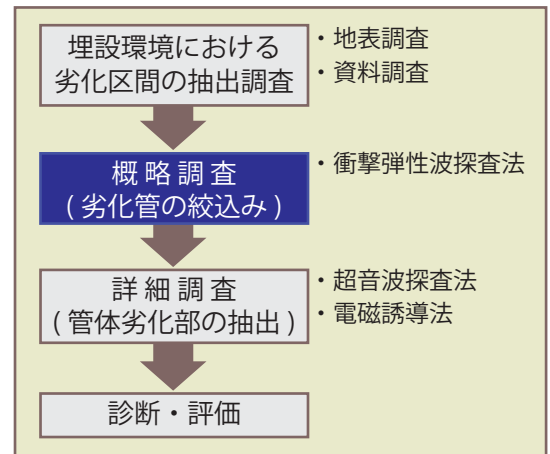 埋設環境における
劣化区間の抽出調査
・地表調査
・資料調査
概 略 調 査
( 劣化管の絞込み )
・衝撃弾性波探査法
詳 細 調 査
( 管体劣化部の抽出 )
・超音波探査法
・電磁誘導法
診断・評価